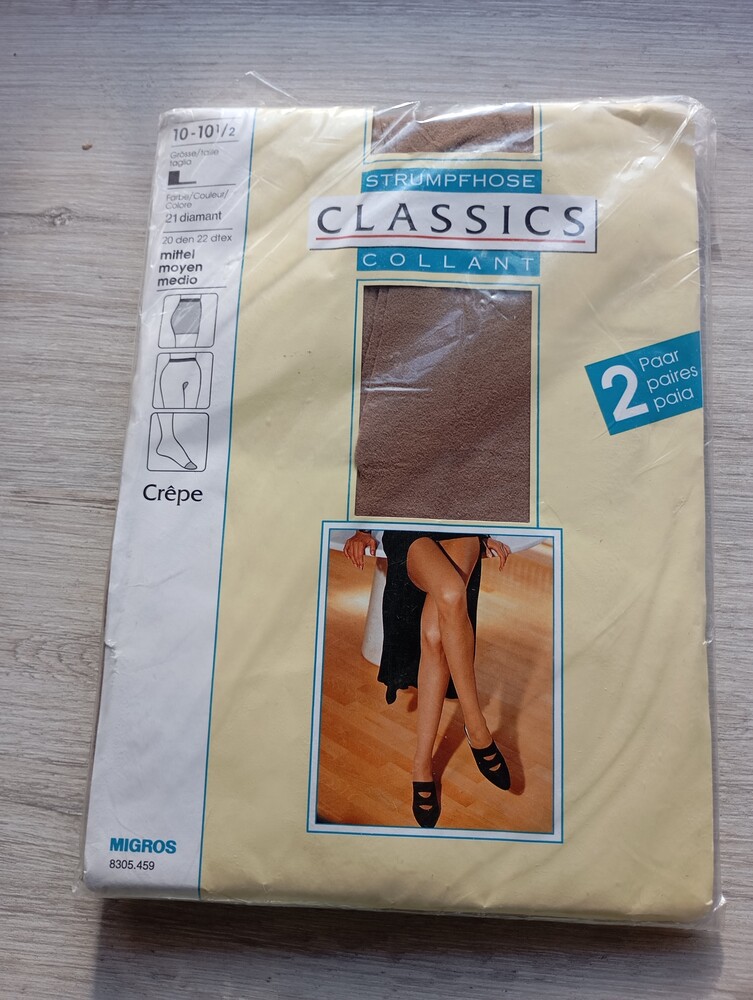 10-10 1/2
Grösse/taille
taglia
Farbe/Couleur/
Colore
21 diamant
20 den 22 dtex
mittel
moyen
medio
Crêpe
MIGROS
8305.459
STRUMPFHOSE
CLASSICS
COLLANT
2 Paar
paires
paia